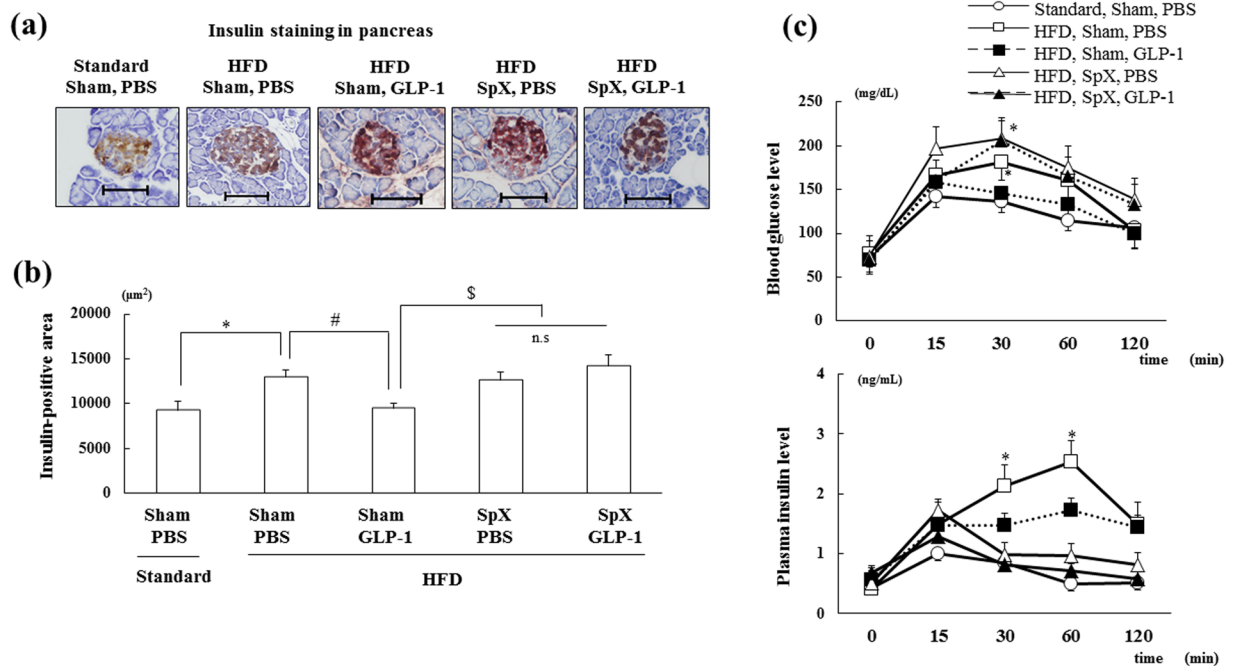 (a)
Insulin staining in pancreas
Standard
Sham, PBS
HFD
Sham, PBS
HFD
Sham, GLP-1
HFD
SpX, PBS
HFD
SpX, GLP-1
(b)
(μm²)
Insulin-positive area
20000
15000
10000
5000
0
*
#
$
n.s
Sham
PBS
Sham
PBS
Sham
GLP-1
SpX
PBS
SpX
GLP-1
Standard
HFD
(c)
Standard, Sham, PBS
HFD, Sham, PBS
HFD, Sham, GLP-1
HFD, SpX, PBS
HFD, SpX, GLP-1
(mg/dL)
Blood glucose level
250
200
150
100
50
0
*
*
0 15 30 60 120
time (min)
(ng/mL)
Plasma insulin level
4
3
2
1
0
*
*
0 15 30 60 120
time (min)